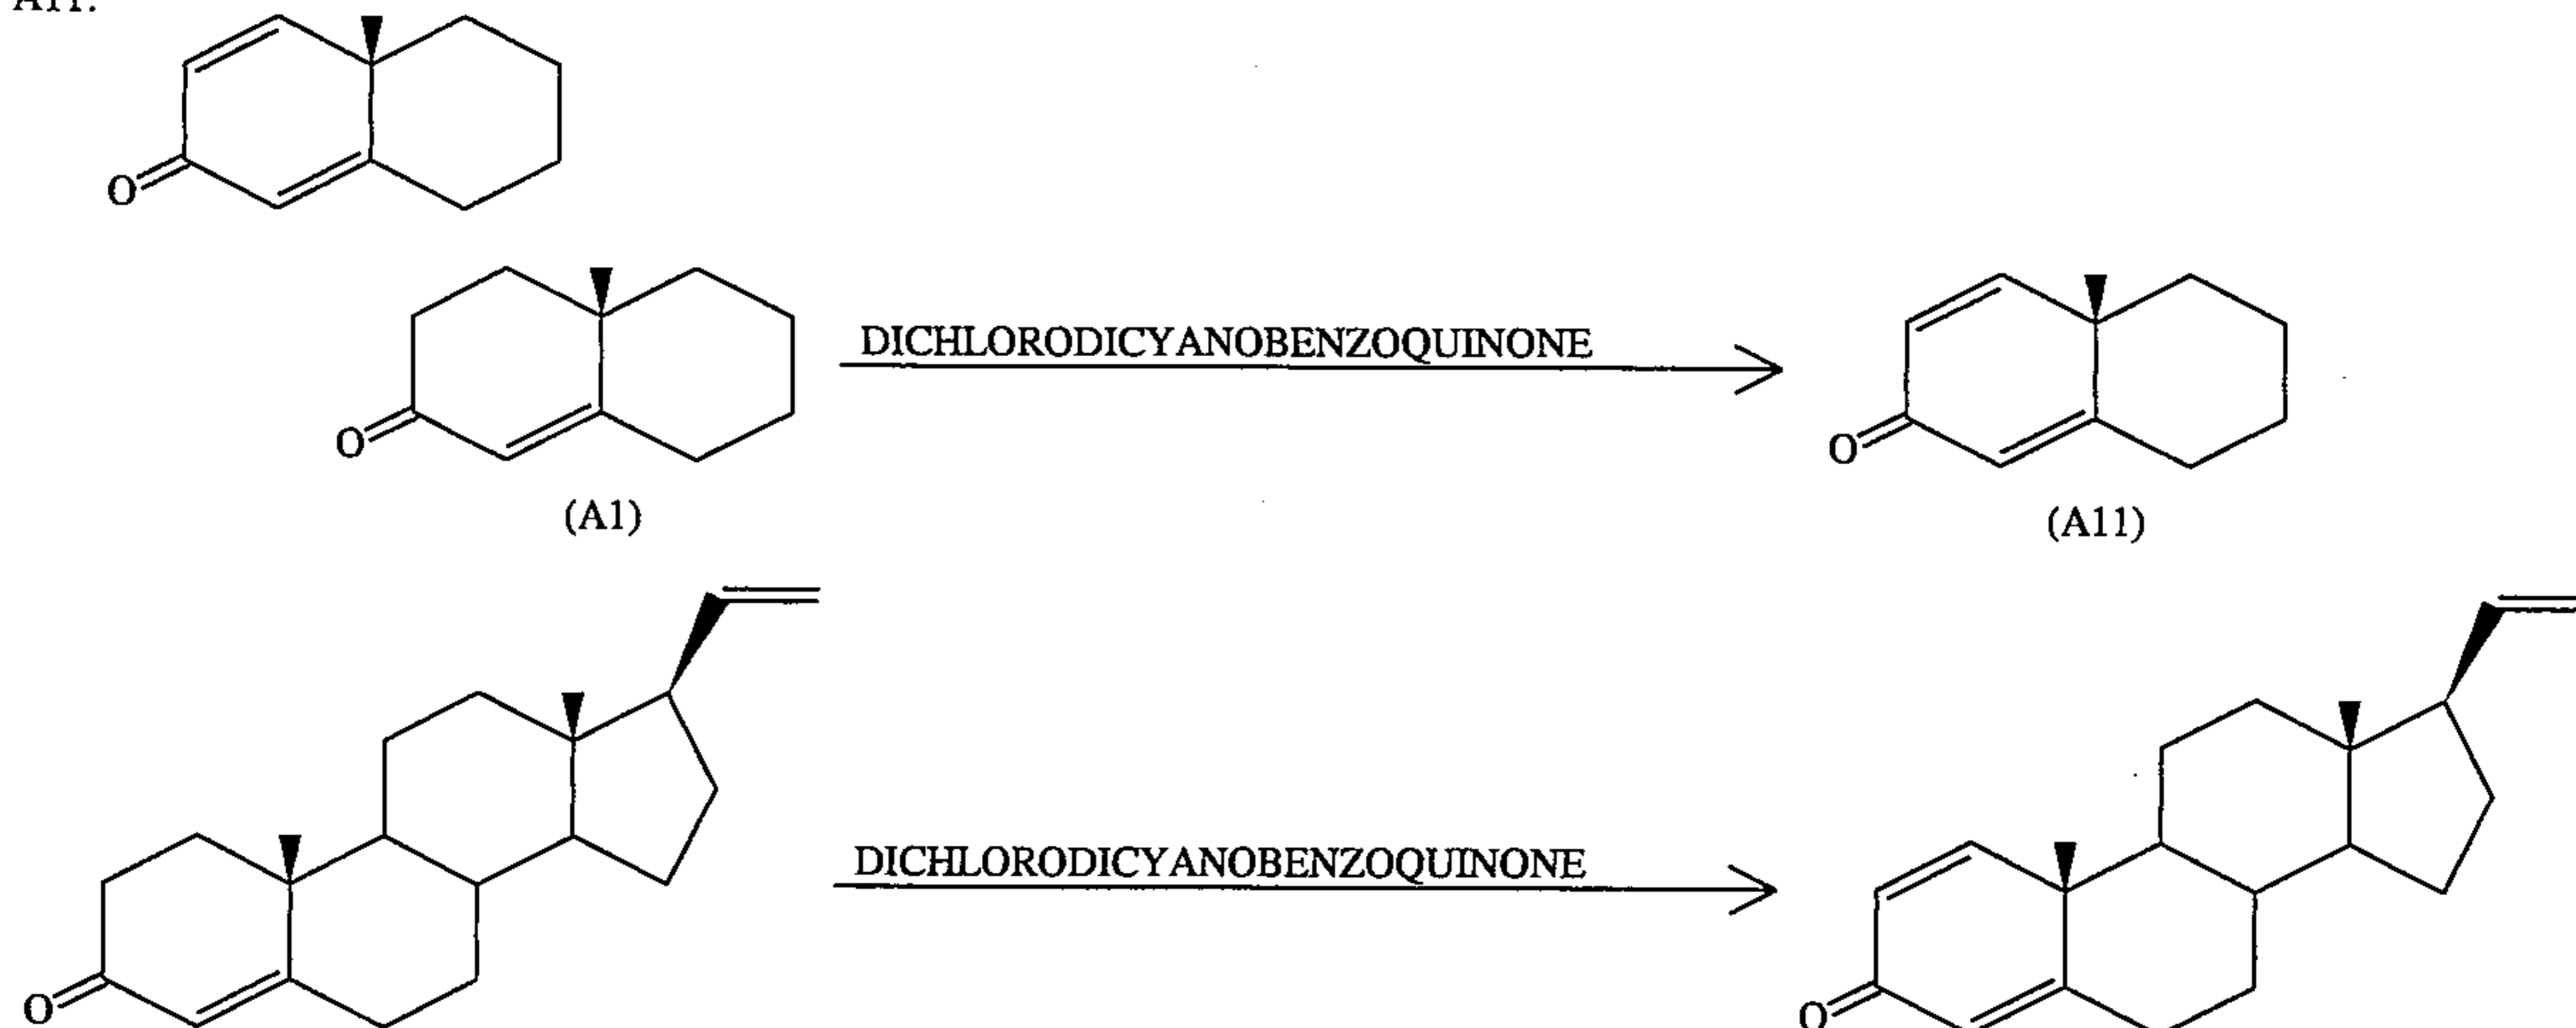 A11:
O
DICHLORODICYANOBENZOQUINONE
O
O
(A1)
(A11)
DICHLORODICYANOBENZOQUINONE
O
O